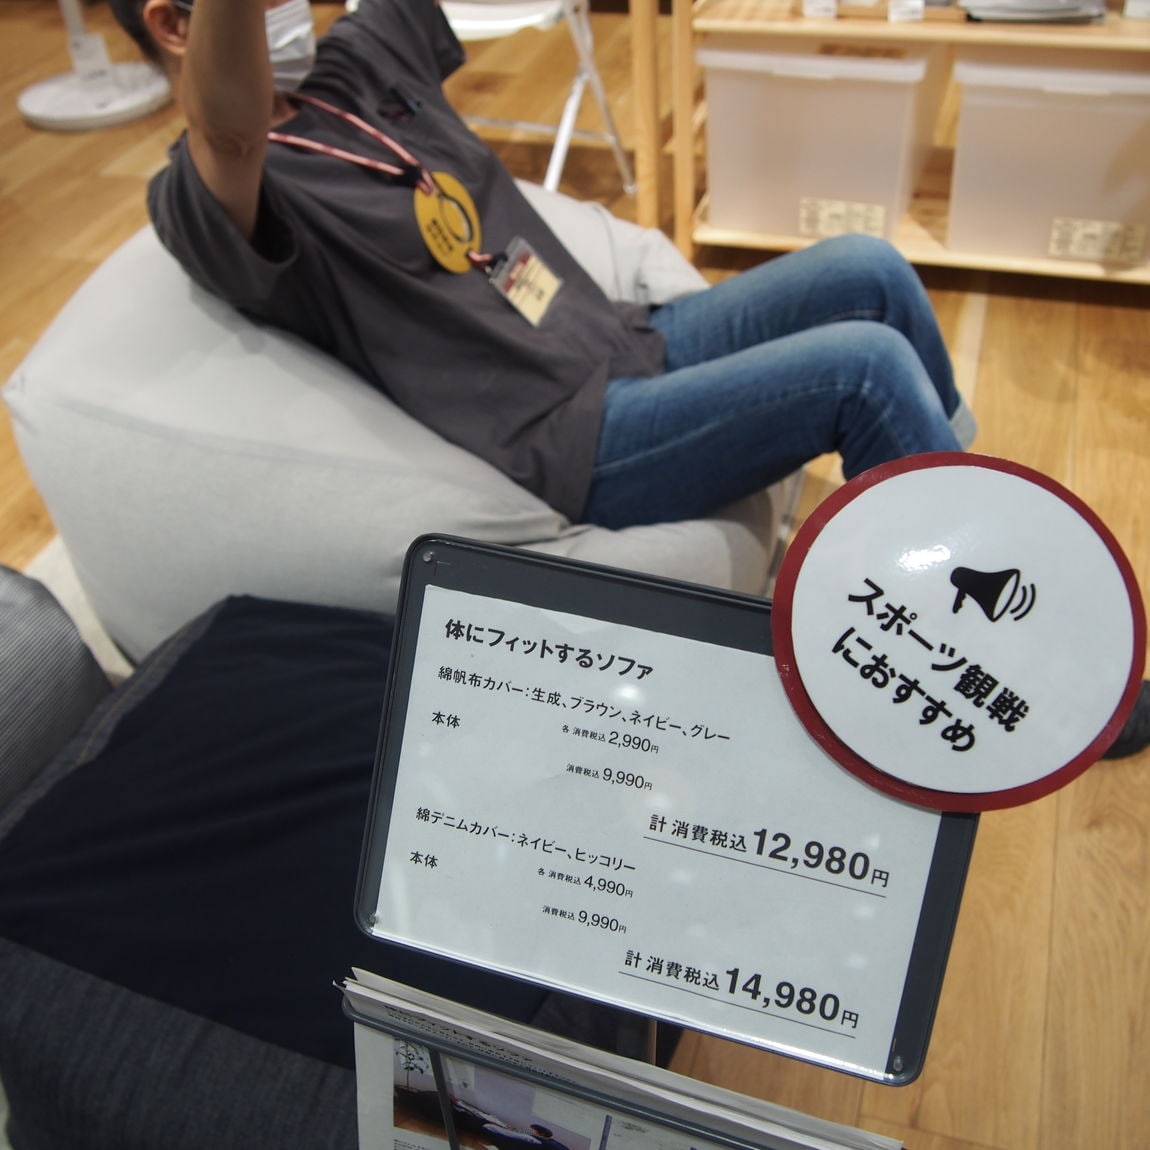 体にフィットするソファ
綿帆布カバー：生成、ブラウン、ネイビー、グレー
各 消費税込 2,990円
本体
消費税込 9,990円
計 消費税込 12,980円
綿デニムカバー：ネイビー、ヒッコリー
各 消費税込 4,990円
本体
消費税込 9,990円
計 消費税込 14,980円
スポーツ観戦
におすすめ